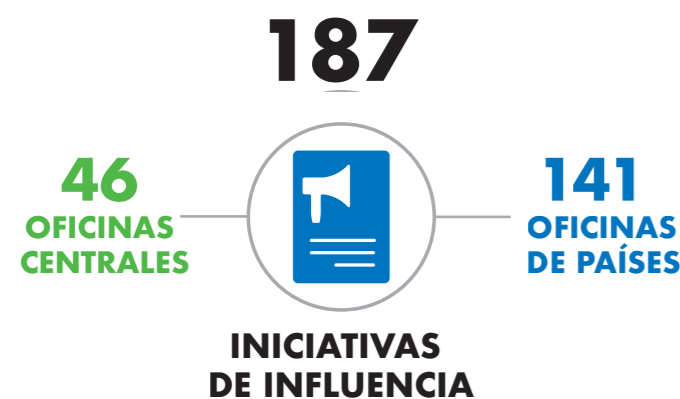 187
46
OFICINAS
CENTRALES
141
OFICINAS
DE PAÍSES
INICIATIVAS
DE INFLUENCIA